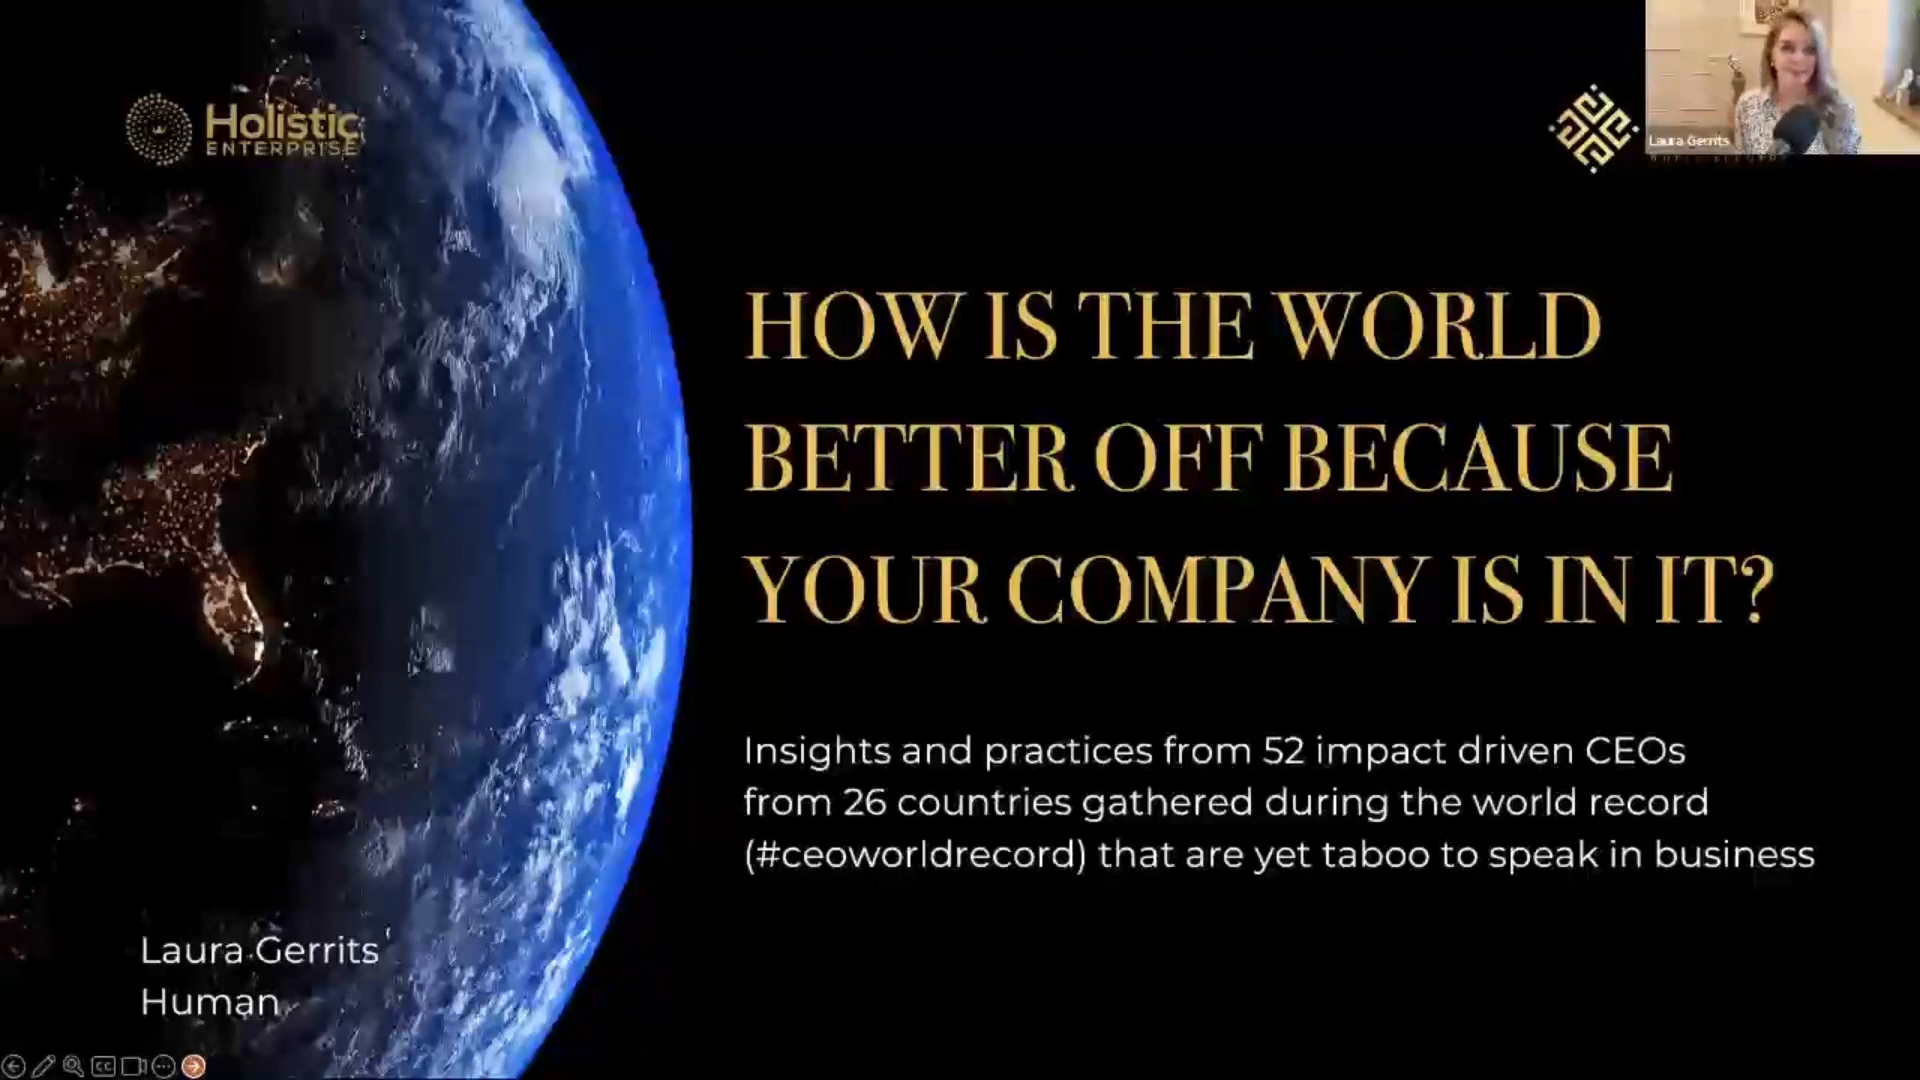 Holistic
ENTERPRISE
Laura Gerrits
HOW IS THE WORLD
BETTER OFF BECAUSE
YOUR COMPANY IS IN IT?
Insights and practices from 52 impact driven CEOs
from 26 countries gathered during the world record
(#ceoworldrecord) that are yet taboo to speak in business
Laura Gerrits
Human
CC